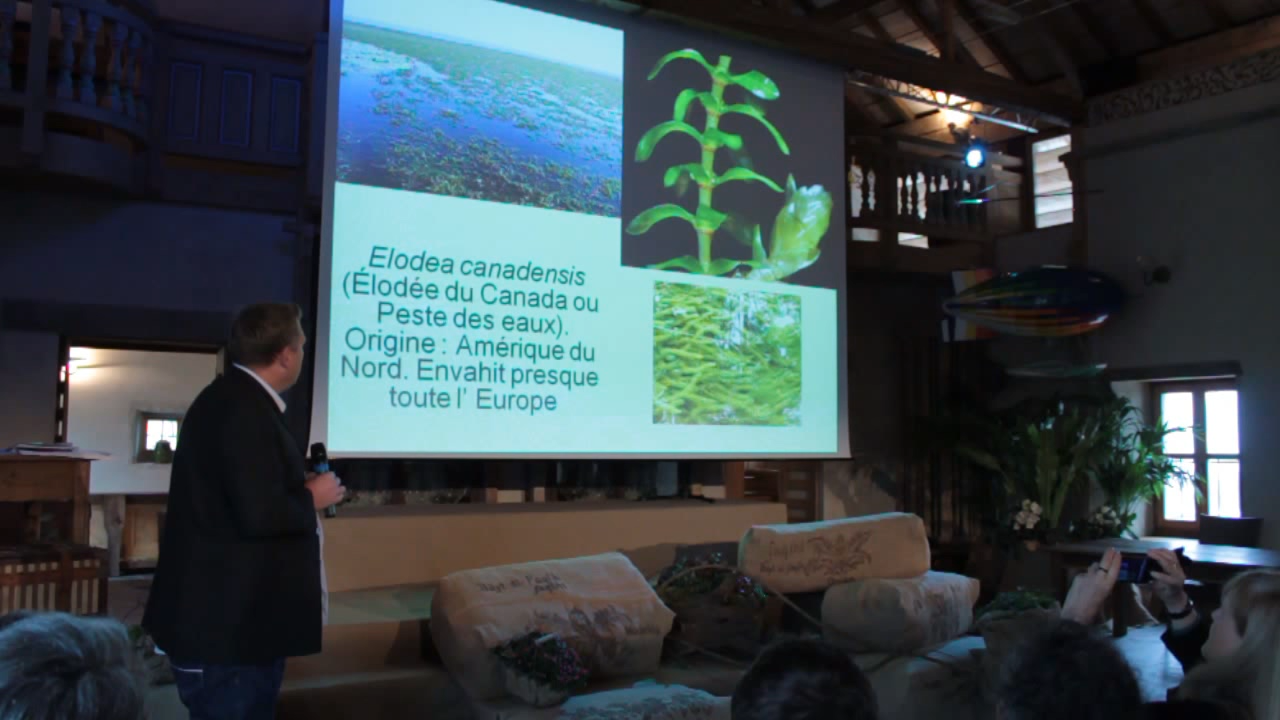 Elodea canadensis
(Élodée du Canada ou
Peste des eaux).
Origine : Amérique du
Nord. Envahit presque
toute l' Europe